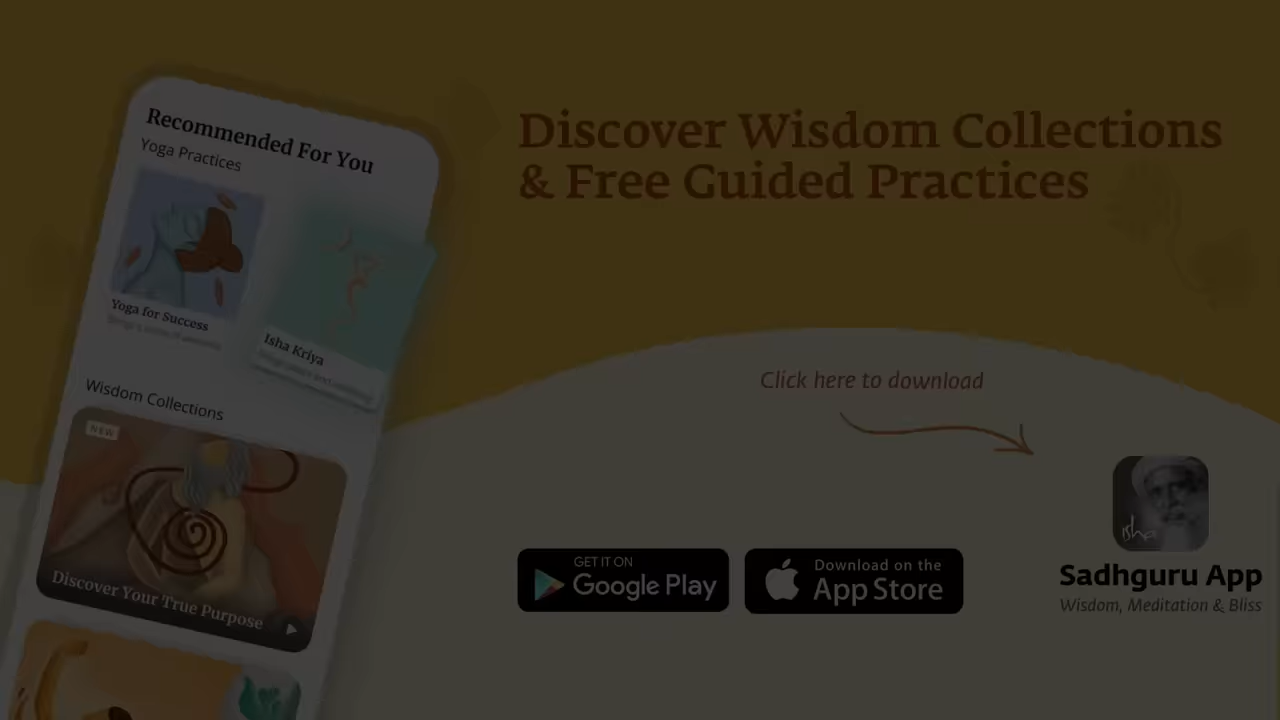 Recommended For You
Yoga Practices
Yoga for Success
Isha Kriya
Wisdom Collections
NEW
Discover Your True Purpose
Discover Wisdom Collections
& Free Guided Practices
Click here to download
GET IT ON
Google Play
Download on the
App Store
isha
Sadhguru App
Wisdom, Meditation & Bliss